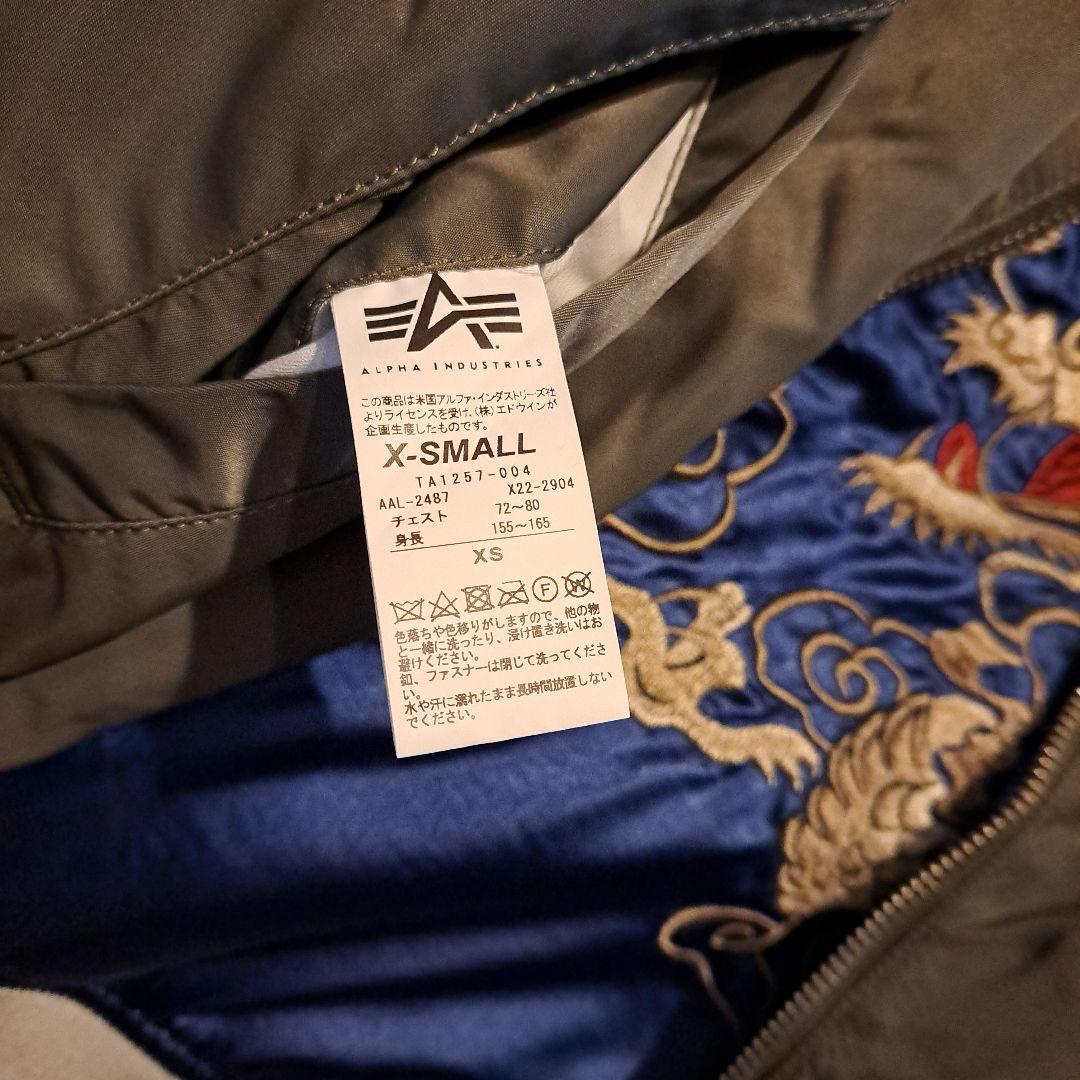 ALPHA INDUSTRIES
この商品は米国アルファ・インダストリーズ社
よりライセンスを受け、(株)エドウインが
企画生産したものです。
X-SMALL
TA1257-004
AAL-2487 X22-2904
チェスト 72〜80
身長 155〜165
XS
F W
色落ちや色移りがしますので、他の物
と一緒に洗ったり、浸け置き洗いはお
避けください。
釦、ファスナーは閉じて洗ってくださ
い。
水や汗に濡れたまま長時間放置しない
でください。